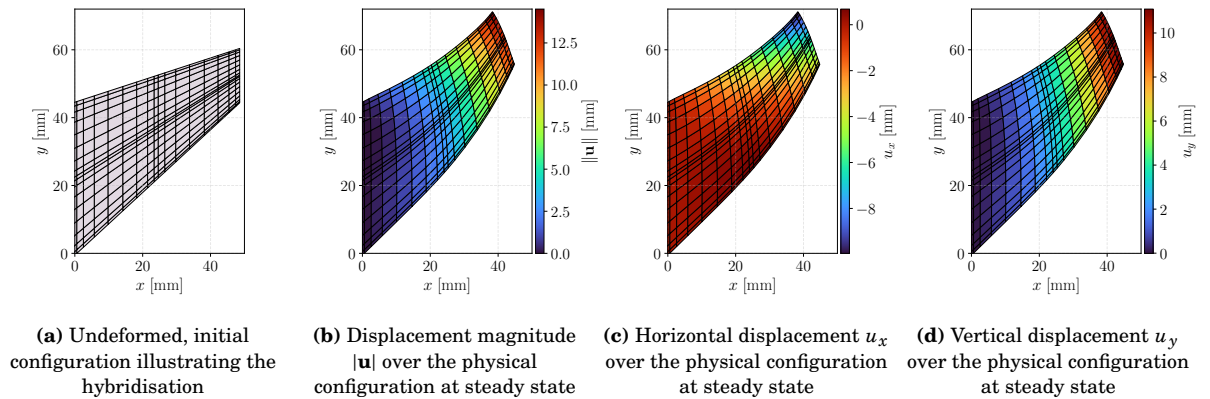 60
40
20
0
y [mm]
0
20
40
x [mm]
60
40
20
0
y [mm]
0
20
40
x [mm]
12.5
10.0
7.5
5.0
2.5
0.0
‖u‖ [mm]
60
40
20
0
y [mm]
0
20
40
x [mm]
0
−2
−4
−6
−8
u_x [mm]
60
40
20
0
y [mm]
0
20
40
x [mm]
10
8
6
4
2
0
u_y [mm]
(a) Undeformed, initial
configuration illustrating the
hybridisation
(b) Displacement magnitude
|u| over the physical
configuration at steady state
(c) Horizontal displacement u_x
over the physical configuration
at steady state
(d) Vertical displacement u_y
over the physical configuration
at steady state